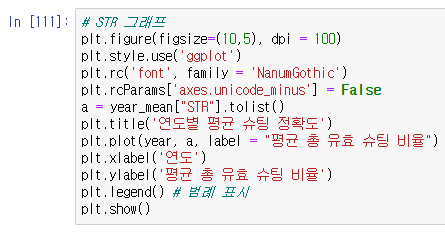 In [111]:
# STR 그래프
plt.figure(figsize=(10,5), dpi = 100)
plt.style.use('ggplot')
plt.rc('font', family = 'NanumGothic')
plt.rcParams['axes.unicode_minus'] = False
a = year_mean["STR"].tolist()
plt.title('연도별 평균 슈팅 정확도')
plt.plot(year, a, label = "평균 총 유효 슈팅 비율")
plt.xlabel('연도')
plt.ylabel('평균 총 유효 슈팅 비율')
plt.legend() # 범례 표시
plt.show()